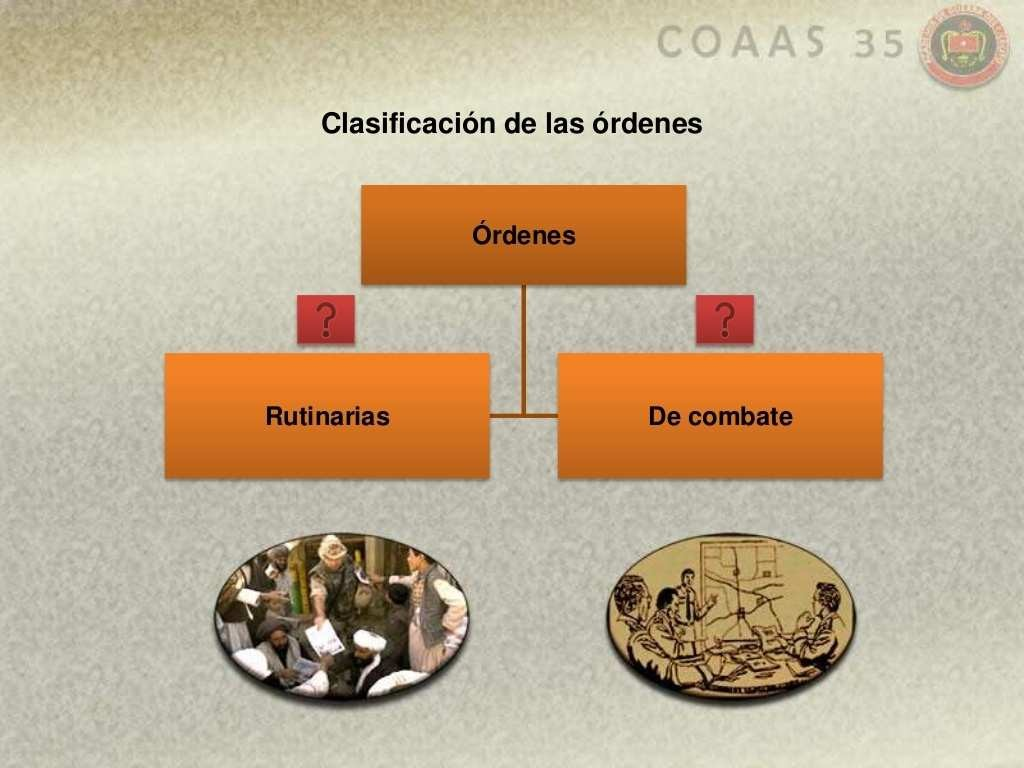 COAAS 35
Clasificación de las órdenes
Órdenes
?
?
Rutinarias
De combate